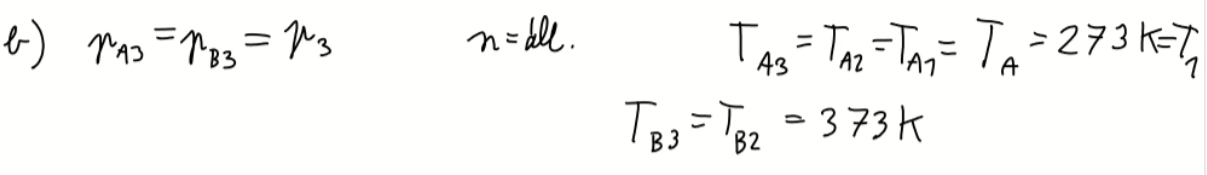 b) p_A3 = p_B3 = p_3 n = áll. T_A3 = T_A2 = T_A1 = T_A = 273 K = T_1
T_B3 = T_B2 = 373 K